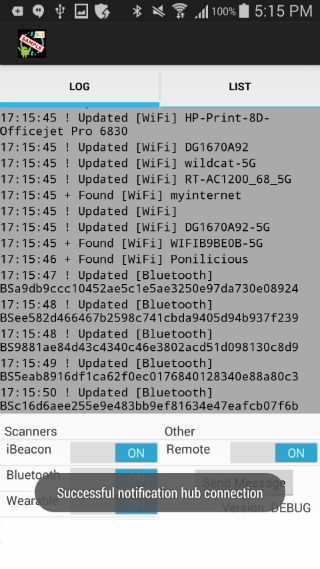 100% 5:15 PM
SAMPLE
LOG LIST
17:15:45 ! Updated [WiFi] HP-Print-8D-
Officejet Pro 6830
17:15:45 ! Updated [WiFi] DG1670A92
17:15:45 ! Updated [WiFi] wildcat-5G
17:15:45 ! Updated [WiFi] RT-AC1200_68_5G
17:15:45 + Found [WiFi] myinternet
17:15:45 ! Updated [WiFi]
17:15:45 ! Updated [WiFi] DG1670A92-5G
17:15:45 + Found [WiFi] WIFIB9BE0B-5G
17:15:46 + Found [WiFi] Ponilicious
17:15:47 ! Updated [Bluetooth]
BSa9db9ccc10452ae5c1e5ae3250e97da730e08924
17:15:48 ! Updated [Bluetooth]
BSee582d466467b2598c741cbda9405d94b937f239
17:15:48 ! Updated [Bluetooth]
BS9881ae84d43c4340c46e3802acd51d098130c8d9
17:15:49 ! Updated [Bluetooth]
BS5eab8916df1ca62f0ec0176840128340e88a80c3
17:15:50 ! Updated [Bluetooth]
BSc16d6aee255e9e483bb9ef81634e47eafcb07f6b
Scanners Other
iBeacon ON Remote ON
Bluetooth Send Message
Successful notification hub connection
Wearable Version: DEBUG